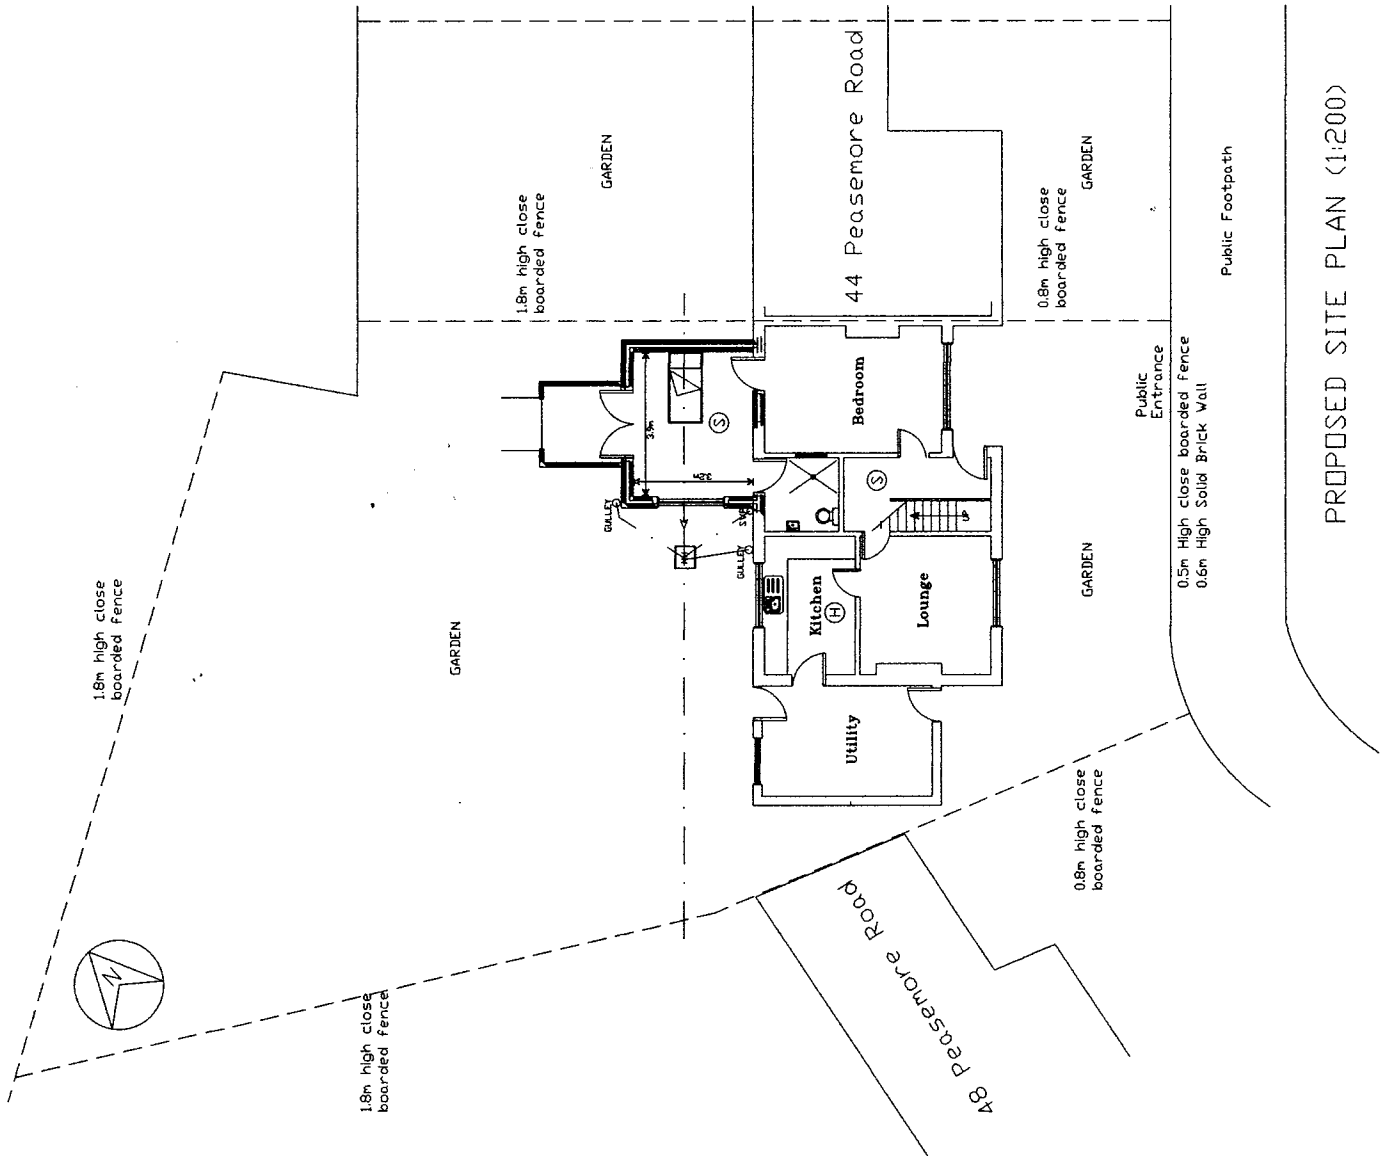 PROPOSED SITE PLAN (1:200)
44 Peasemore Road
48 Peasemore Road
GARDEN
GARDEN
GARDEN
GARDEN
1.8m high close
boarded fence
1.8m high close
boarded fence
1.8m high close
boarded fence
0.8m high close
boarded fence
0.8m high close
boarded fence
Public Footpath
Public
Entrance
0.5m High close boarded fence
0.6m High Solid Brick Wall
Bedroom
Kitchen
Lounge
Utility
GULLEY
GULLEY
3.9m
S
S
H
UP
N